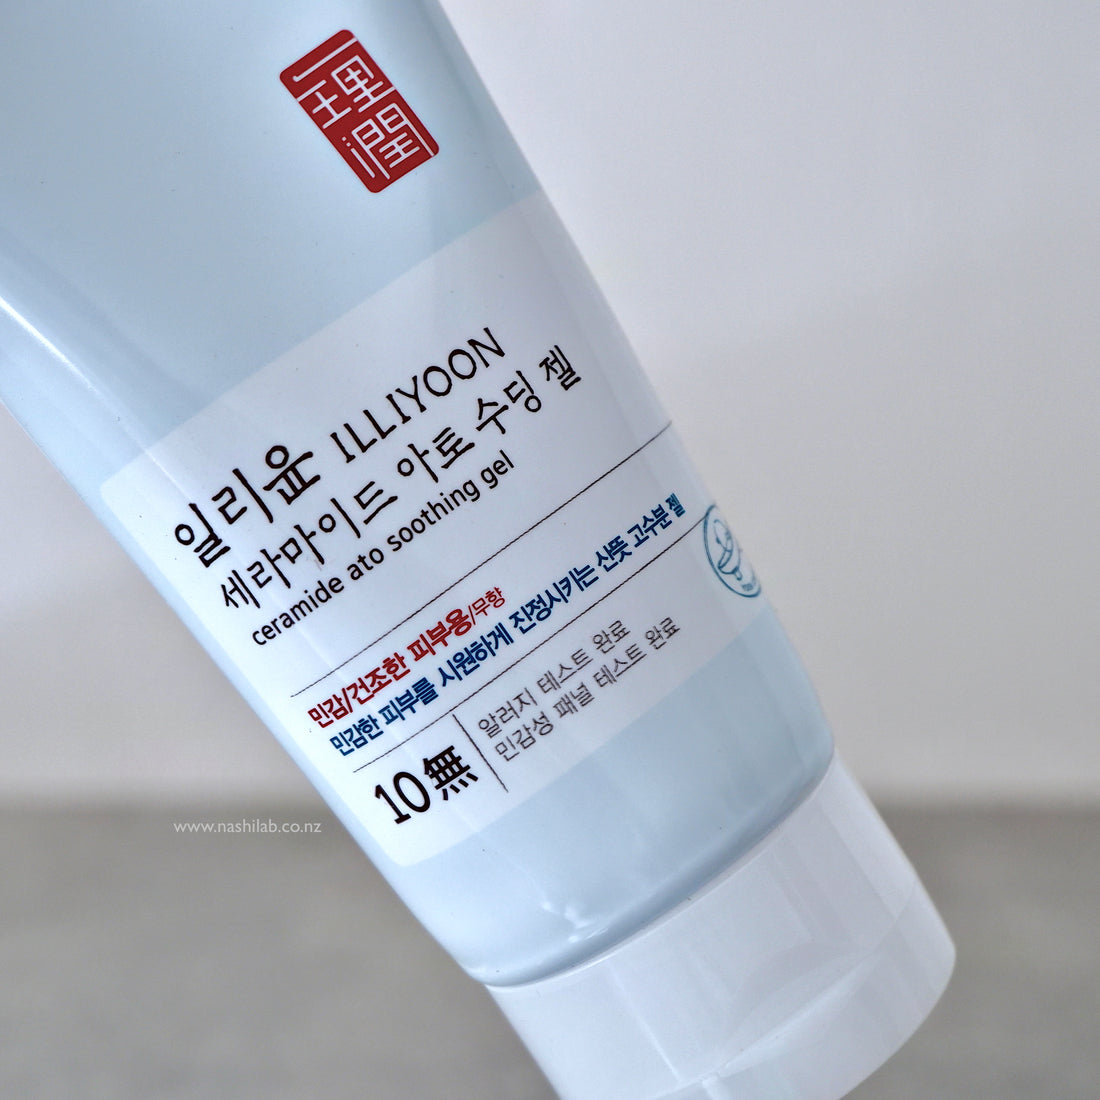 一理潤
일리윤 ILLIYOON
세라마이드 아토 수딩 젤
ceramide ato soothing gel
민감/건조한 피부용/무향
민감한 피부를 시원하게 진정시키는 산뜻 고수분 젤
10無
알러지 테스트 완료
민감성 패널 테스트 완료
www.nashilab.co.nz